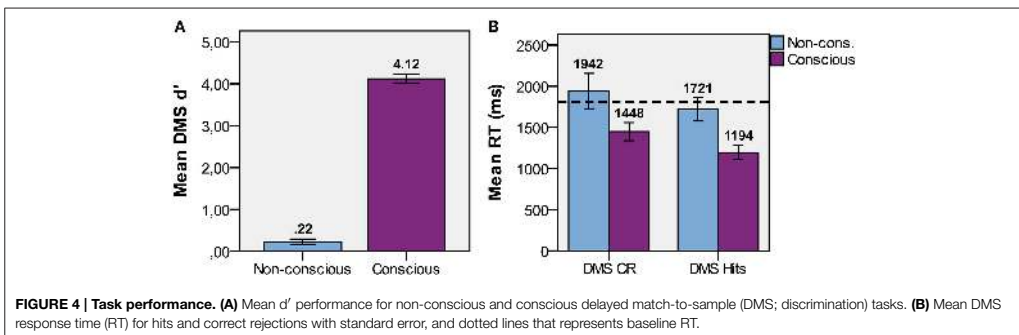 A
B
5,00
4,00
3,00
2,00
1,00
,00
Mean DMS d'
.22
4.12
Non-conscious
Conscious
2500
2000
1500
1000
500
0
Mean RT (ms)
1942
1448
1721
1194
DMS CR
DMS Hits
Non-cons.
Conscious
FIGURE 4 | Task performance. (A) Mean d′ performance for non-conscious and conscious delayed match-to-sample (DMS; discrimination) tasks. (B) Mean DMS
response time (RT) for hits and correct rejections with standard error, and dotted lines that represents baseline RT.